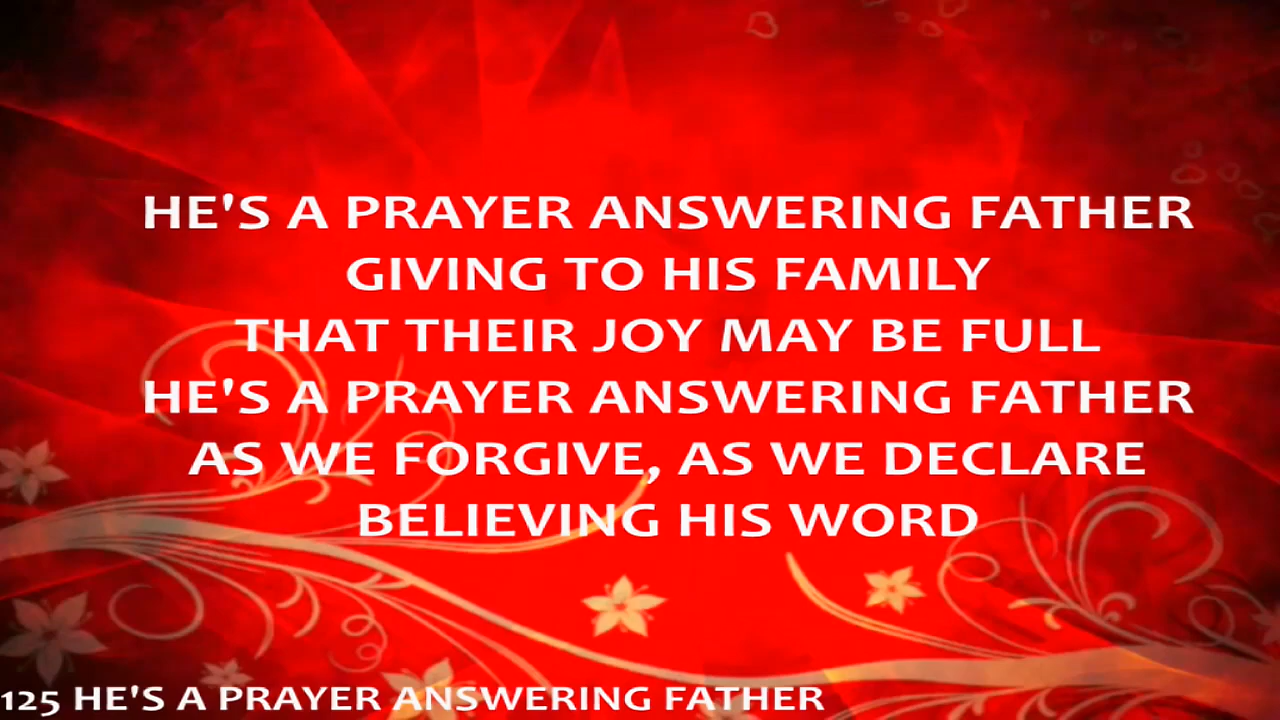 HE'S A PRAYER ANSWERING FATHER
GIVING TO HIS FAMILY
THAT THEIR JOY MAY BE FULL
HE'S A PRAYER ANSWERING FATHER
AS WE FORGIVE, AS WE DECLARE
BELIEVING HIS WORD
125 HE'S A PRAYER ANSWERING FATHER